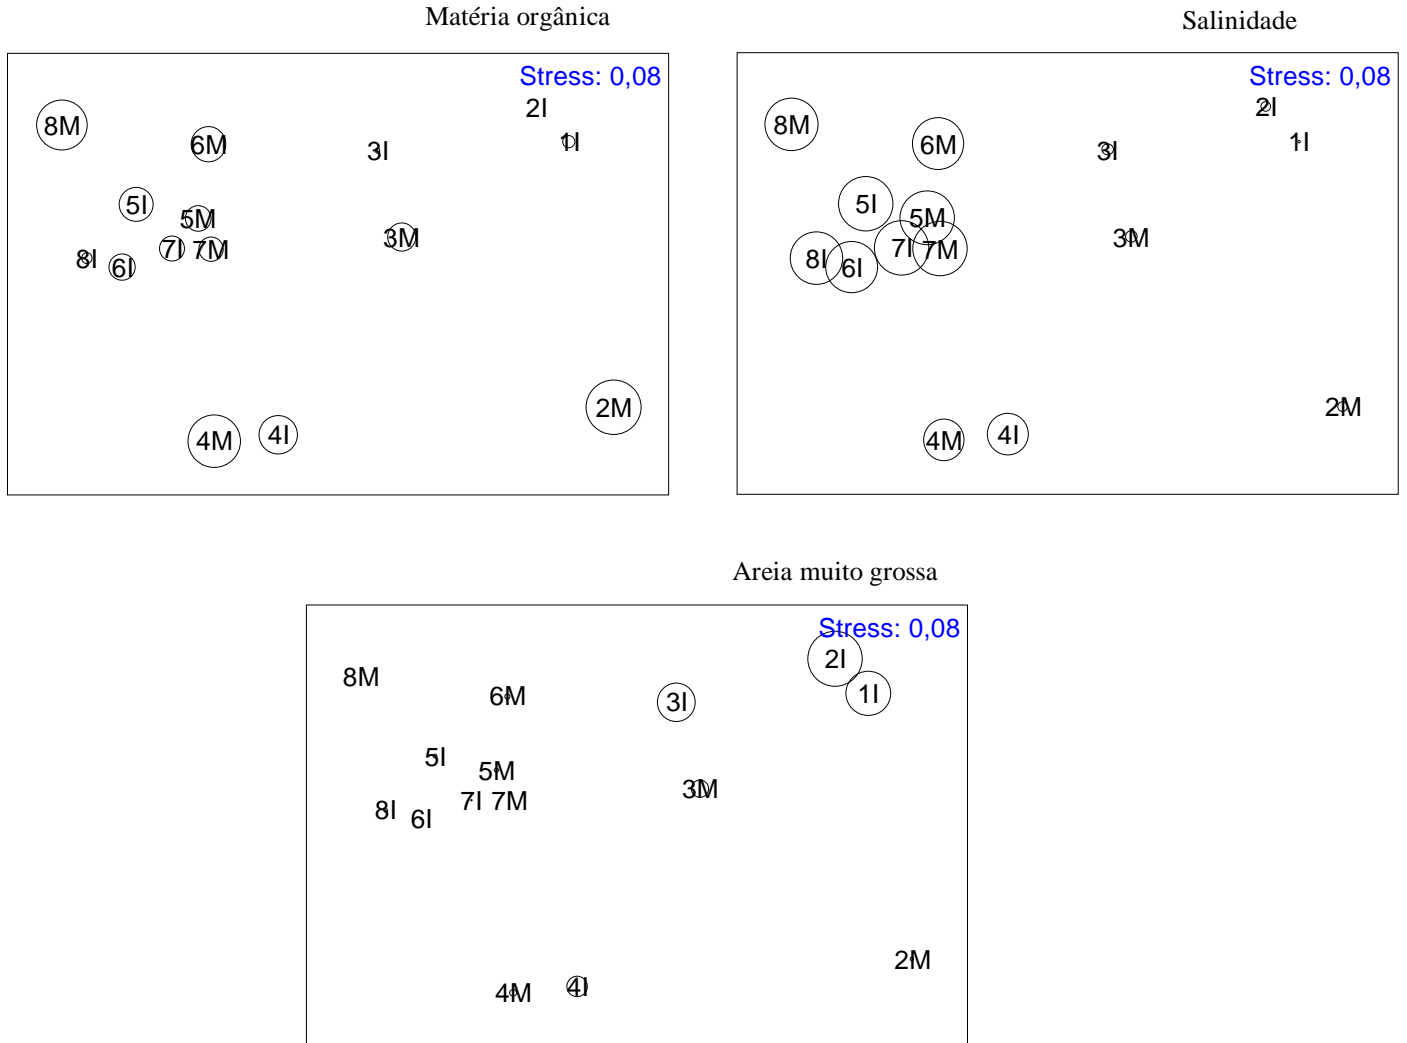 Matéria orgânica
Stress: 0,08
2I
8M
6M
1I
3I
5I
5M
3M
7I 7M
8I
6I
2M
4M
4I
Salinidade
Stress: 0,08
2I
8M
6M
1I
3I
5I
5M
3M
7I 7M
8I
6I
2M
4M
4I
Areia muito grossa
Stress: 0,08
2I
8M
6M
1I
3I
5I
5M
3M
7I 7M
8I
6I
2M
4M
4I